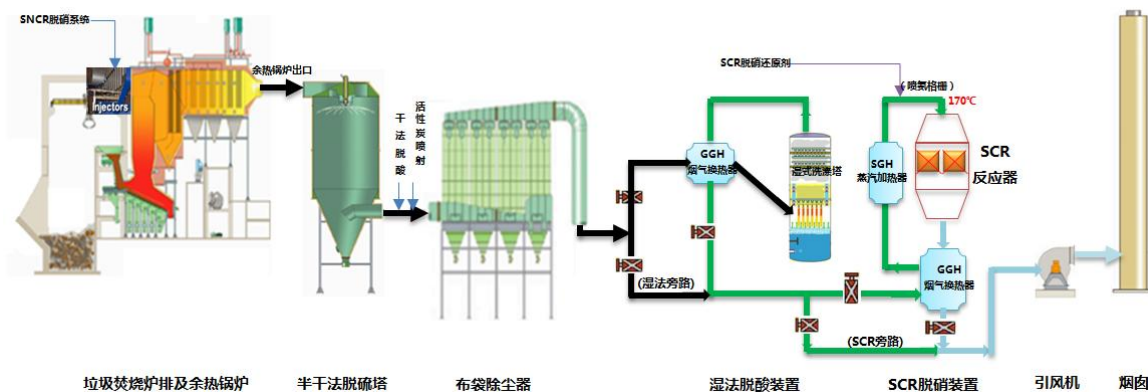 SNCR脱硝系统
Injectors
余热锅炉出口
干法脱酸
活性炭喷射
SCR脱硝还原剂
(喷氨格栅)
170℃
GGH
烟气换热器
湿式洗涤塔
SGH
蒸汽加热器
SCR
反应器
GGH
烟气换热器
(湿法旁路)
(SCR旁路)
垃圾焚烧炉排及余热锅炉
半干法脱硫塔
布袋除尘器
湿法脱酸装置
SCR脱硝装置
引风机
烟囱